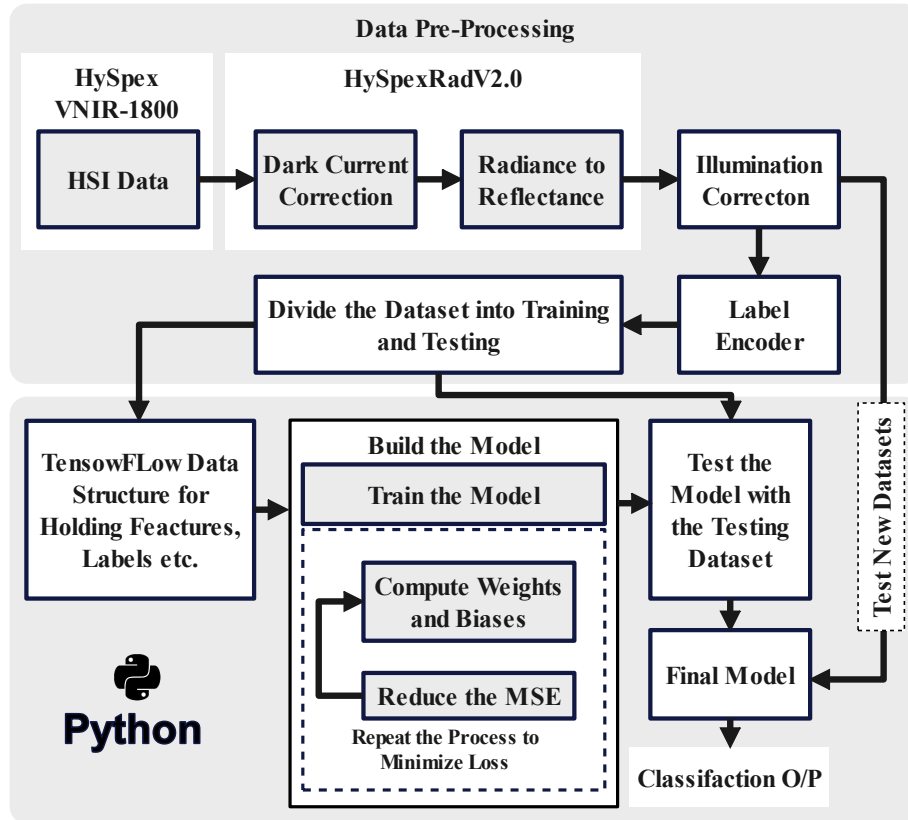 Data Pre-Processing
HySpex
VNIR-1800
HySpexRadV2.0
HSI Data
Dark Current
Correction
Radiance to
Reflectance
Illumination
Correcton
Divide the Dataset into Training
and Testing
Label
Encoder
TensowFLow Data
Structure for
Holding Feactures,
Labels etc.
Build the Model
Train the Model
Compute Weights
and Biases
Reduce the MSE
Repeat the Process to
Minimize Loss
Test the
Model with
the Testing
Dataset
Test New Datasets
Final Model
Classifaction O/P
Python